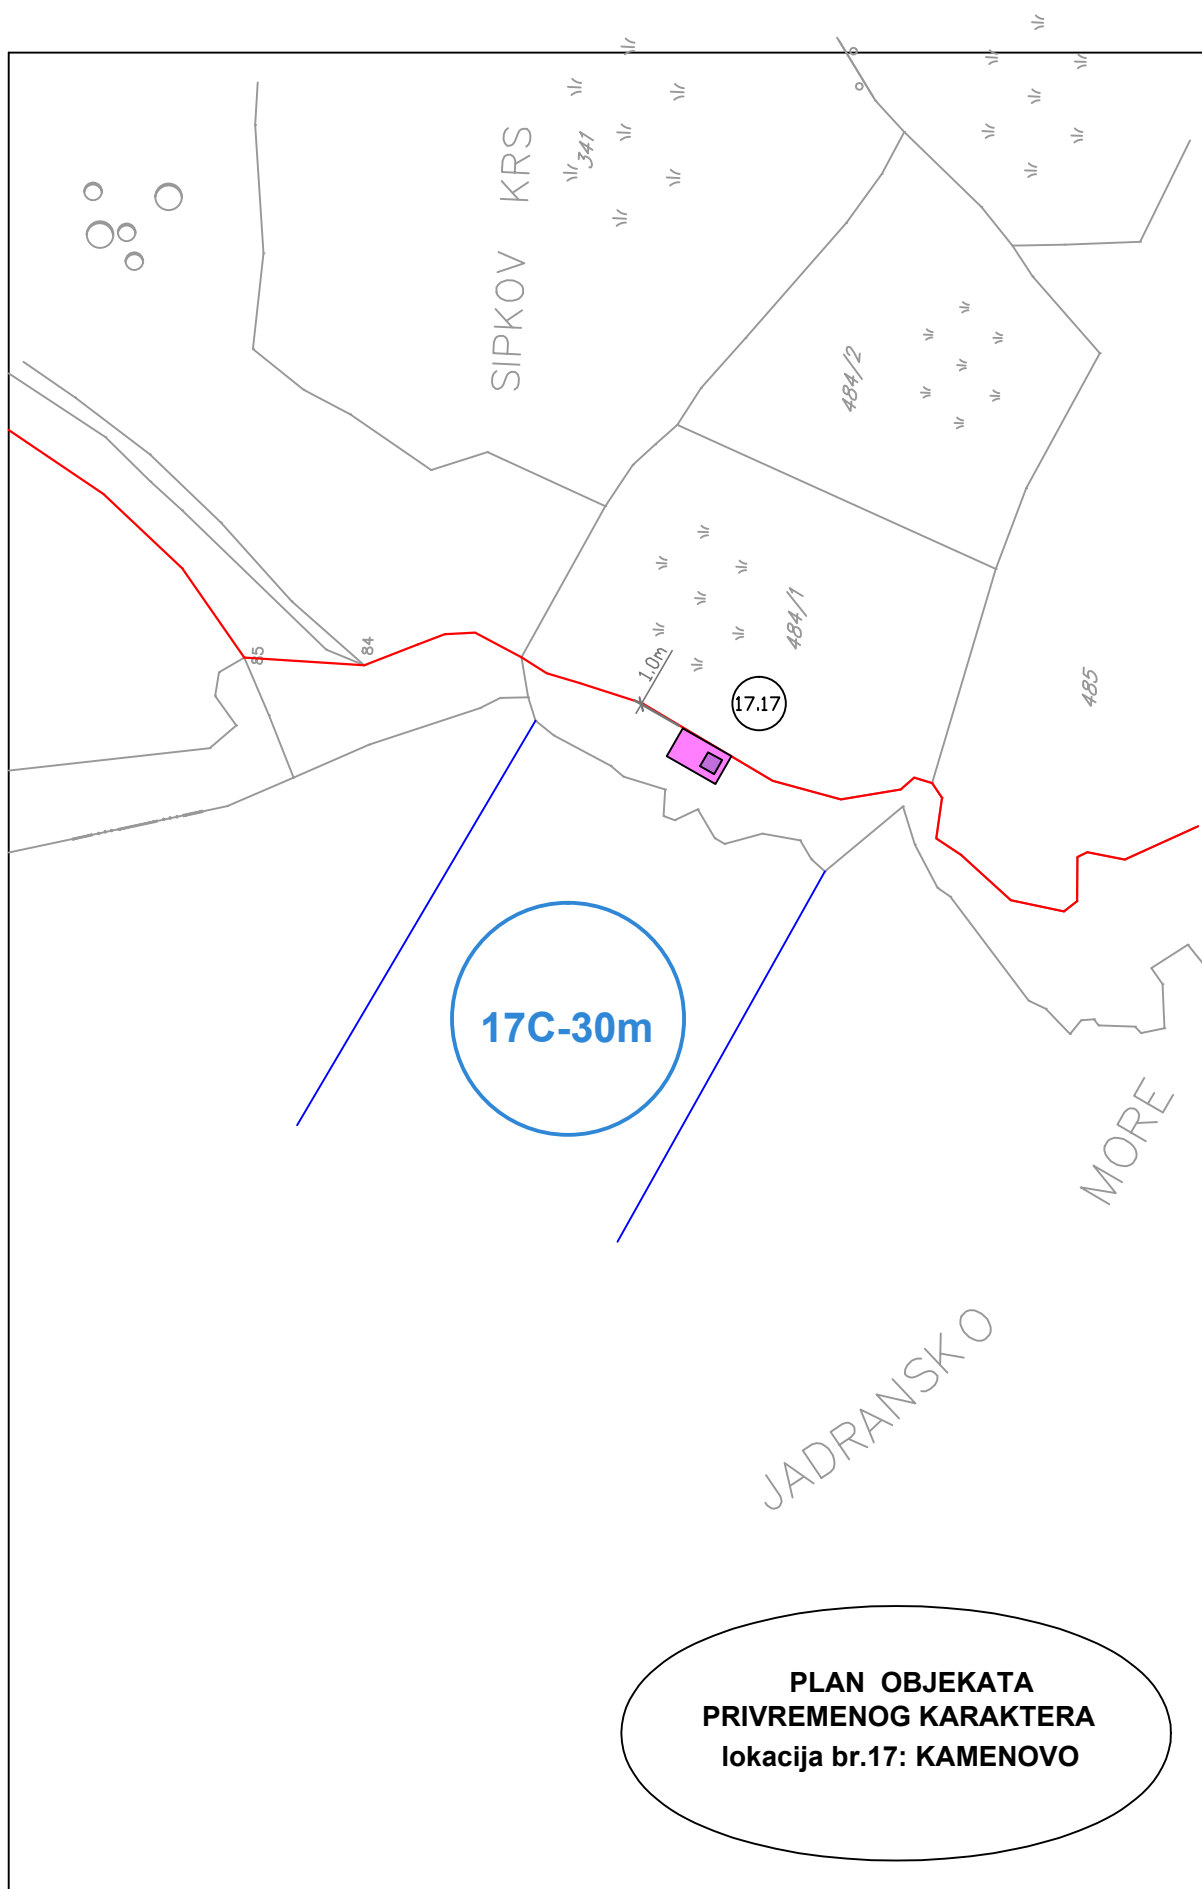 SIPKOV KRS
341
484/2
484/1
485
84
85
1.0m
17.17
17C-30m
MORE
JADRANSKO
PLAN OBJEKATA
PRIVREMENOG KARAKTERA
lokacija br.17: KAMENOVO